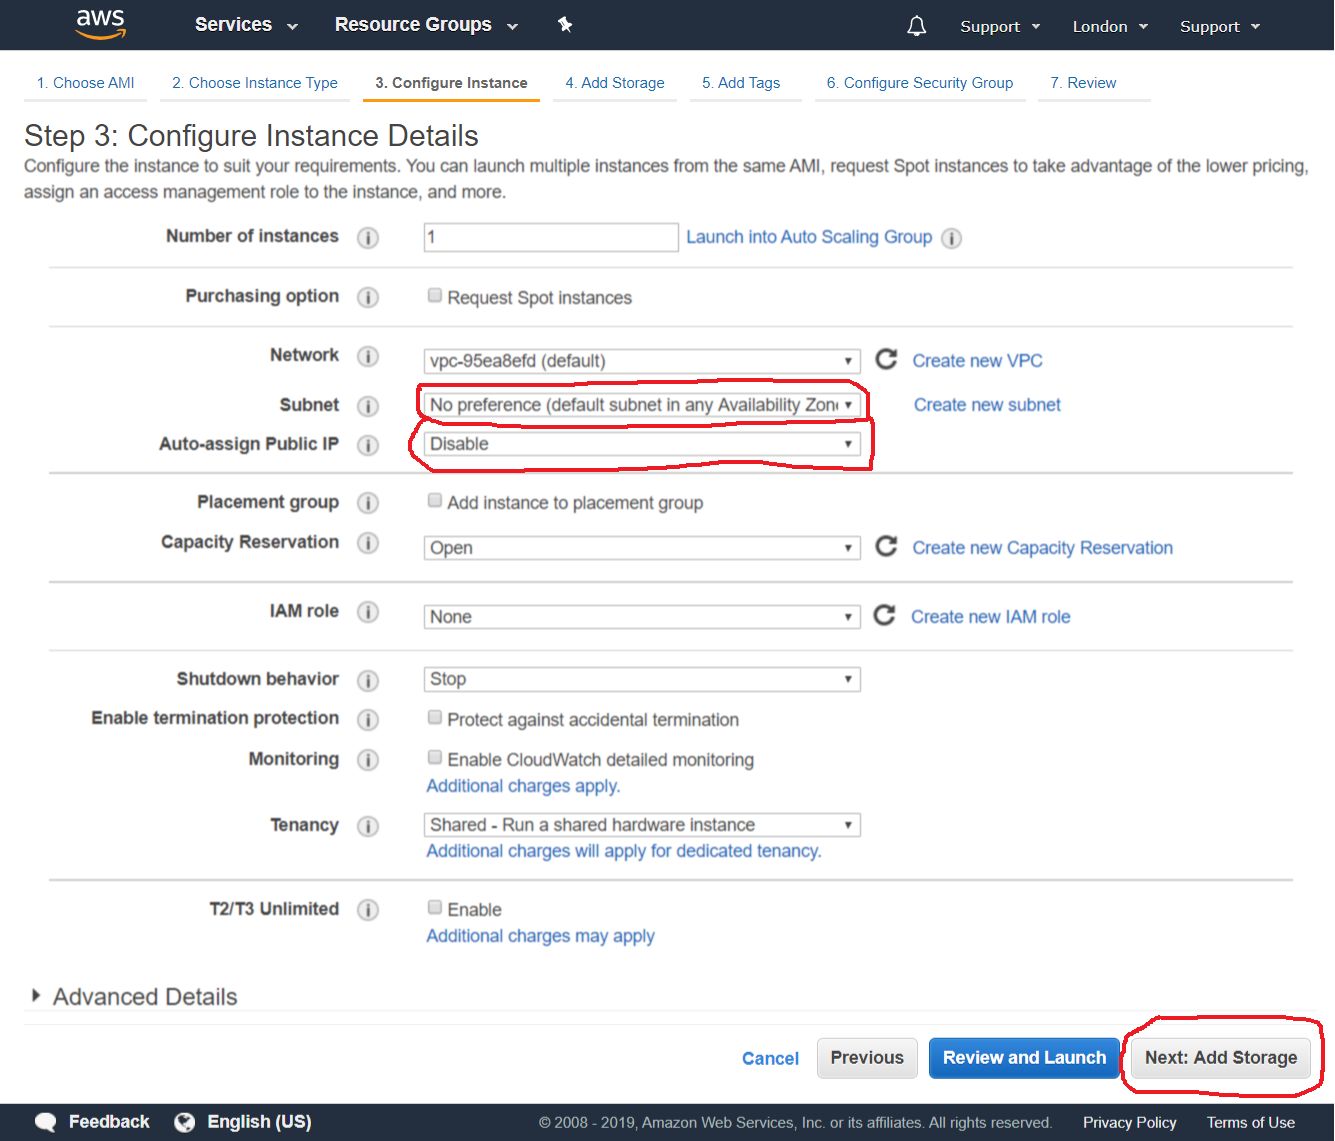 aws Services Resource Groups Support London Support
1. Choose AMI 2. Choose Instance Type 3. Configure Instance 4. Add Storage 5. Add Tags 6. Configure Security Group 7. Review
Step 3: Configure Instance Details
Configure the instance to suit your requirements. You can launch multiple instances from the same AMI, request Spot instances to take advantage of the lower pricing,
assign an access management role to the instance, and more.
Number of instances 1 Launch into Auto Scaling Group
Purchasing option Request Spot instances
Network vpc-95ea8efd (default) Create new VPC
Subnet No preference (default subnet in any Availability Zon Create new subnet
Auto-assign Public IP Disable
Placement group Add instance to placement group
Capacity Reservation Open Create new Capacity Reservation
IAM role None Create new IAM role
Shutdown behavior Stop
Enable termination protection Protect against accidental termination
Monitoring Enable CloudWatch detailed monitoring
Additional charges apply.
Tenancy Shared - Run a shared hardware instance
Additional charges will apply for dedicated tenancy.
T2/T3 Unlimited Enable
Additional charges may apply
Advanced Details
Cancel Previous Review and Launch Next: Add Storage
Feedback English (US) © 2008 - 2019, Amazon Web Services, Inc. or its affiliates. All rights reserved. Privacy Policy Terms of Use